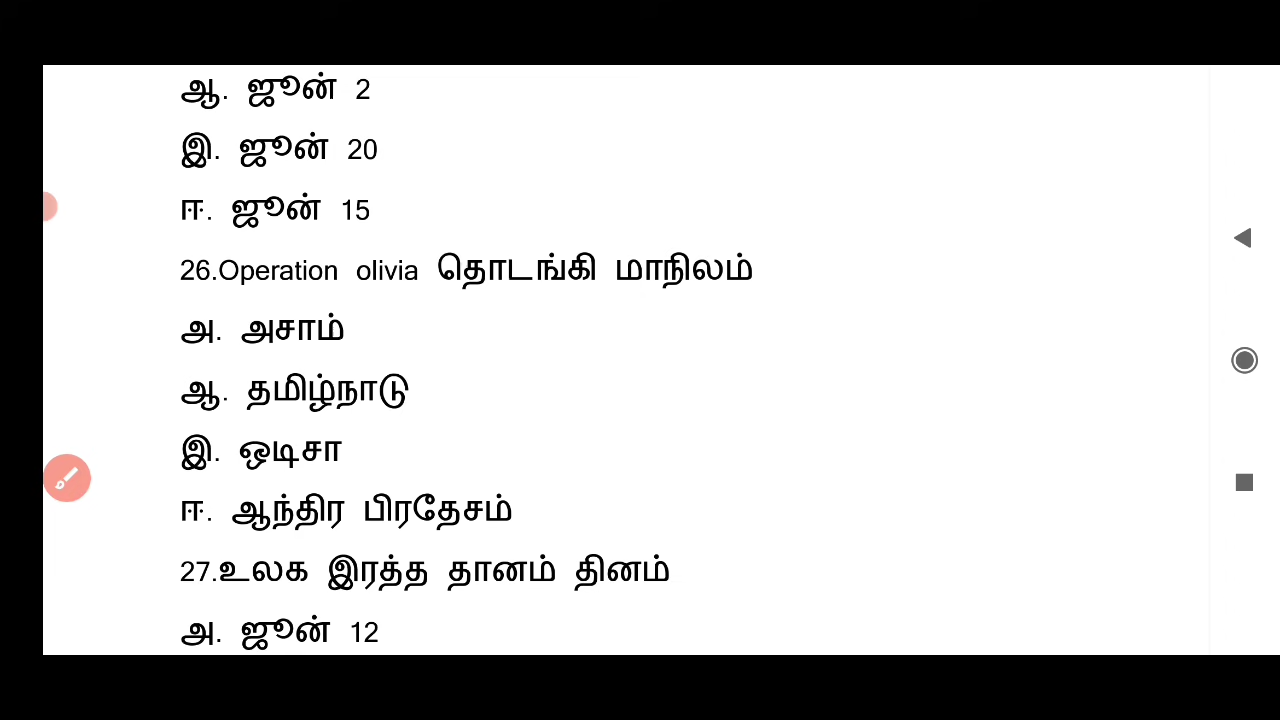 ஆ. ஜூன் 2
இ. ஜூன் 20
ஈ. ஜூன் 15
26.Operation olivia தொடங்கி மாநிலம்
அ. அசாம்
ஆ. தமிழ்நாடு
இ. ஒடிசா
ஈ. ஆந்திர பிரதேசம்
27.உலக இரத்த தானம் தினம்
அ. ஜூன் 12